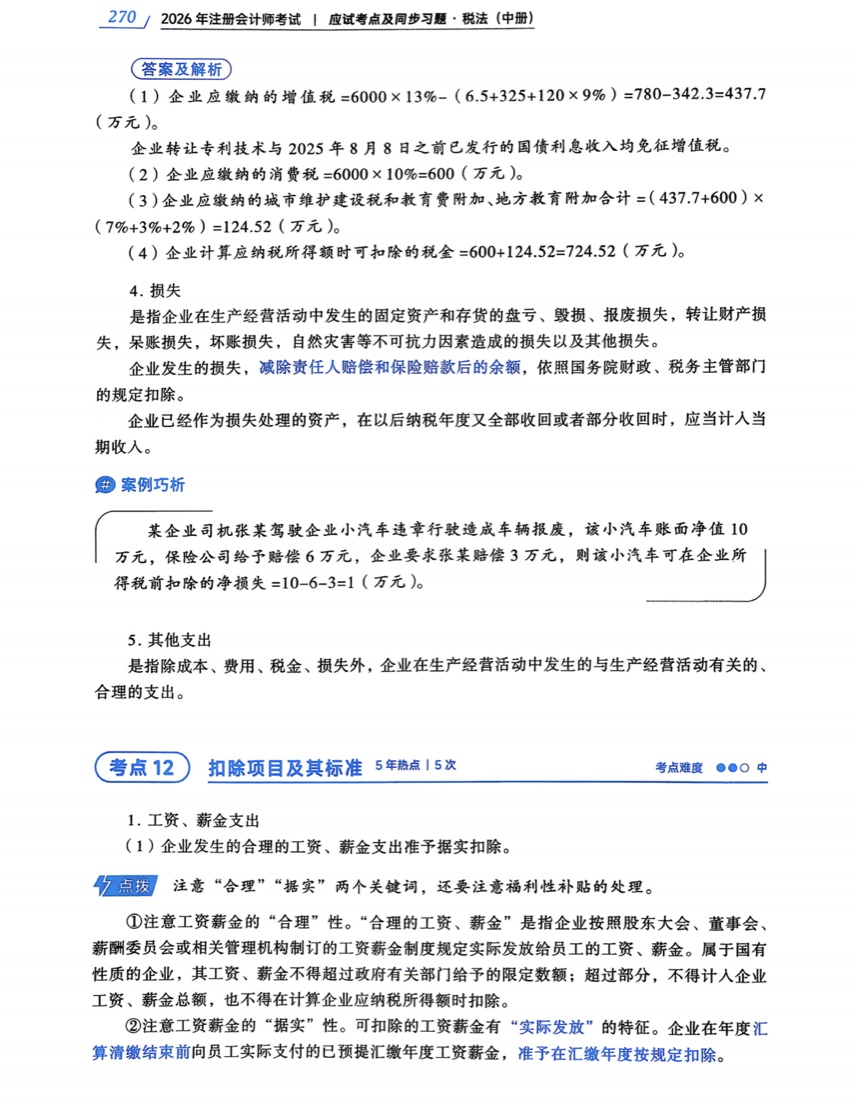 270 2026年注册会计师考试 | 应试考点及同步习题·税法（中册）
答案及解析
（1）企业应缴纳的增值税=6000×13%-（6.5+325+120×9%）=780-342.3=437.7
（万元）。
企业转让专利技术与2025年8月8日之前已发行的国债利息收入均免征增值税。
（2）企业应缴纳的消费税=6000×10%=600（万元）。
（3）企业应缴纳的城市维护建设税和教育费附加、地方教育附加合计=（437.7+600）×
（7%+3%+2%）=124.52（万元）。
（4）企业计算应纳税所得额时可扣除的税金=600+124.52=724.52（万元）。
4. 损失
是指企业在生产经营活动中发生的固定资产和存货的盘亏、毁损、报废损失，转让财产损
失，呆账损失，坏账损失，自然灾害等不可抗力因素造成的损失以及其他损失。
企业发生的损失，减除责任人赔偿和保险赔款后的余额，依照国务院财政、税务主管部门
的规定扣除。
企业已经作为损失处理的资产，在以后纳税年度又全部收回或者部分收回时，应当计入当
期收入。
# 案例巧析
某企业司机张某驾驶企业小汽车违章行驶造成车辆报废，该小汽车账面净值10
万元，保险公司给予赔偿6万元，企业要求张某赔偿3万元，则该小汽车可在企业所
得税前扣除的净损失=10-6-3=1（万元）。
5. 其他支出
是指除成本、费用、税金、损失外，企业在生产经营活动中发生的与生产经营活动有关的、
合理的支出。
考点12 扣除项目及其标准 5年热点 | 5次 考点难度 ●●○ 中
1. 工资、薪金支出
（1）企业发生的合理的工资、薪金支出准予据实扣除。
点拨 注意“合理”“据实”两个关键词，还要注意福利性补贴的处理。
①注意工资薪金的“合理”性。“合理的工资、薪金”是指企业按照股东大会、董事会、
薪酬委员会或相关管理机构制订的工资薪金制度规定实际发放给员工的工资、薪金。属于国有
性质的企业，其工资、薪金不得超过政府有关部门给予的限定数额；超过部分，不得计入企业
工资、薪金总额，也不得在计算企业应纳税所得额时扣除。
②注意工资薪金的“据实”性。可扣除的工资薪金有“实际发放”的特征。企业在年度汇
算清缴结束前向员工实际支付的已预提汇缴年度工资薪金，准予在汇缴年度按规定扣除。